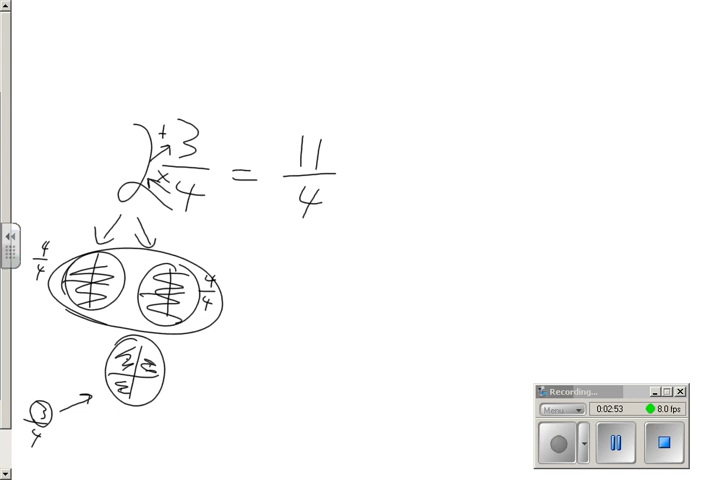 2 3/4 = 11/4
+
x
4/4
4/4
3/4
Recording...
Menu
0:02:53
8.0 fps